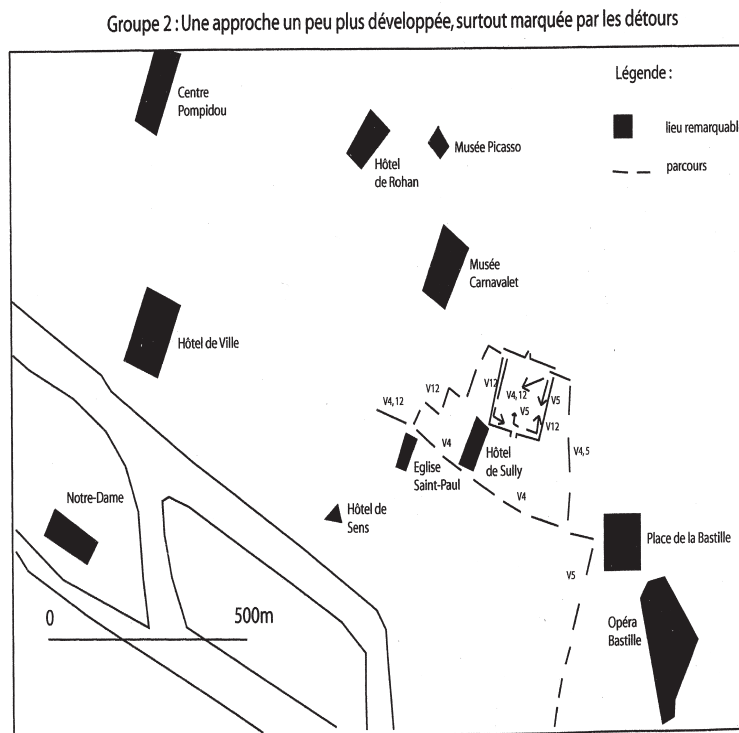 Groupe 2 : Une approche un peu plus développée, surtout marquée par les détours
Légende :
lieu remarquabl
parcours
Centre
Pompidou
Hôtel
de Rohan
Musée Picasso
Musée
Carnavalet
Hôtel de Ville
V12
V4, 12
V5
V5
V12
V4, 12
V12
V4
V4,5
Hôtel
de Sully
Eglise
Saint-Paul
V4
Notre-Dame
Hôtel de
Sens
Place de la Bastille
V5
0
500m
Opéra
Bastille